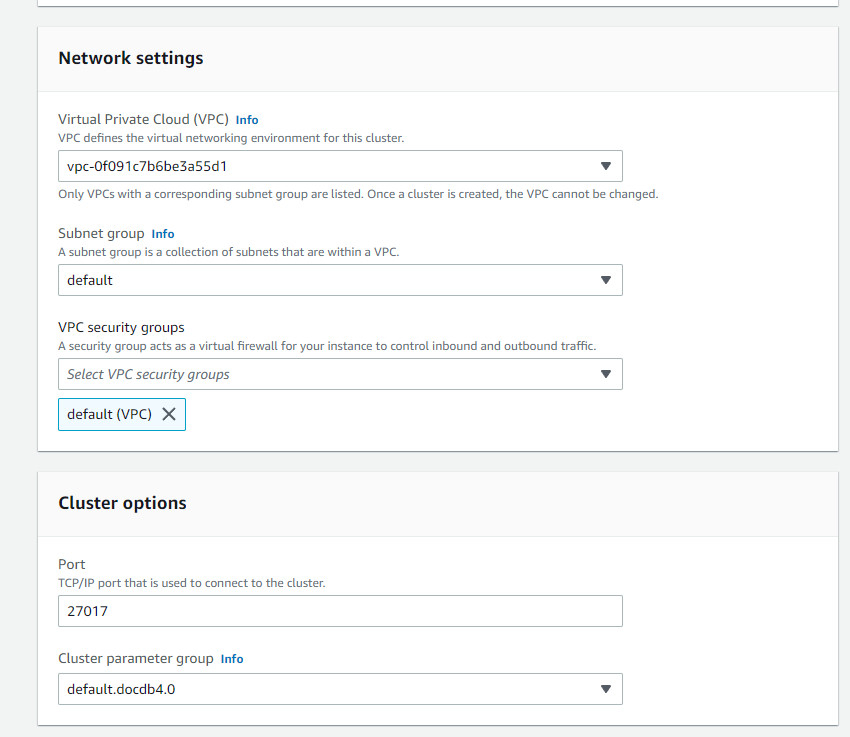 Network settings
Virtual Private Cloud (VPC) Info
VPC defines the virtual networking environment for this cluster.
vpc-0f091c7b6be3a55d1
Only VPCs with a corresponding subnet group are listed. Once a cluster is created, the VPC cannot be changed.
Subnet group Info
A subnet group is a collection of subnets that are within a VPC.
default
VPC security groups
A security group acts as a virtual firewall for your instance to control inbound and outbound traffic.
Select VPC security groups
default (VPC)
Cluster options
Port
TCP/IP port that is used to connect to the cluster.
27017
Cluster parameter group Info
default.docdb4.0